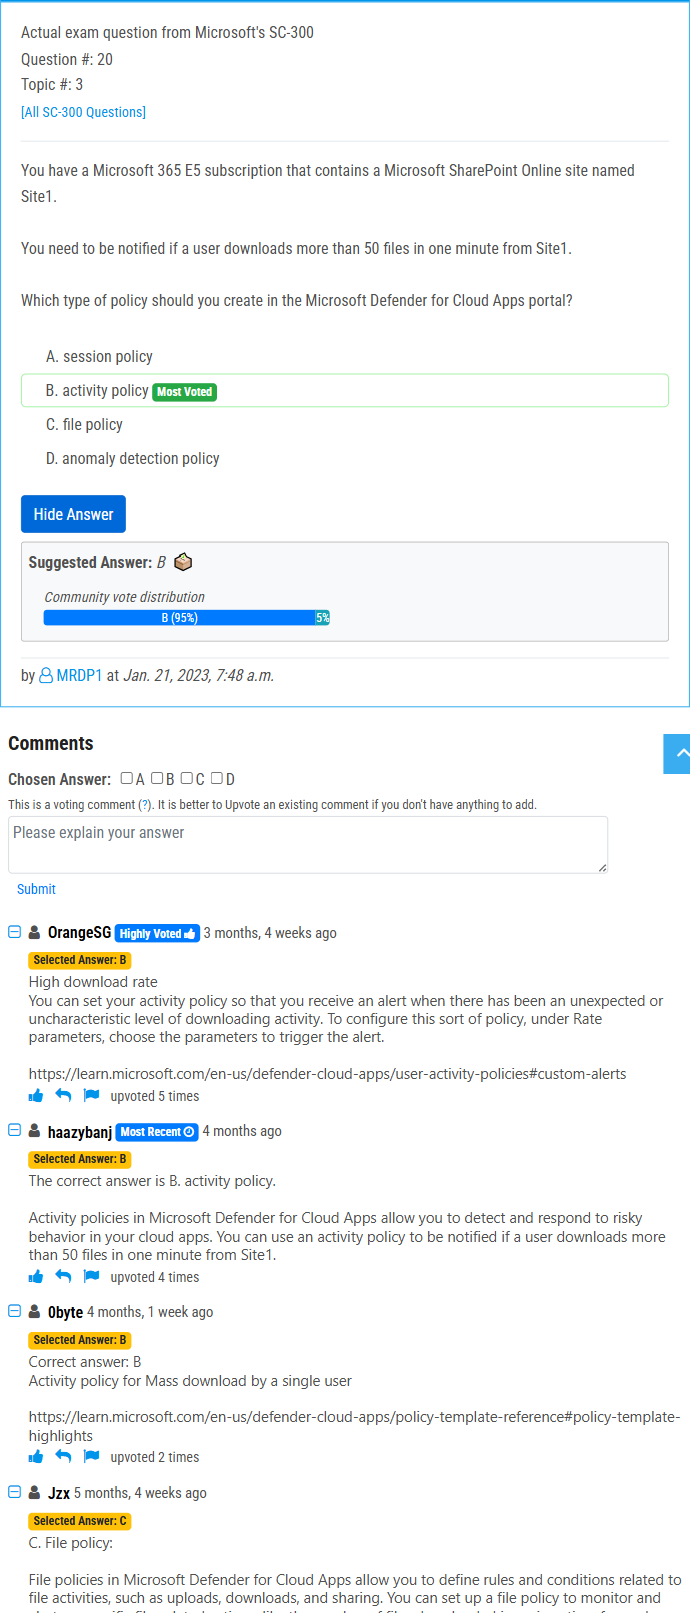 Actual exam question from Microsoft's SC-300
Question #: 20
Topic #: 3
[All SC-300 Questions]
You have a Microsoft 365 E5 subscription that contains a Microsoft SharePoint Online site named
Site1.
You need to be notified if a user downloads more than 50 files in one minute from Site1.
Which type of policy should you create in the Microsoft Defender for Cloud Apps portal?
A. session policy
B. activity policy Most Voted
C. file policy
D. anomaly detection policy
Hide Answer
Suggested Answer: B
Community vote distribution
B (95%) 5%
by MRDP1 at Jan. 21, 2023, 7:48 a.m.
Comments
Chosen Answer: A B C D
This is a voting comment (?). It is better to Upvote an existing comment if you don't have anything to add.
Please explain your answer
Submit
OrangeSG Highly Voted 3 months, 4 weeks ago
Selected Answer: B
High download rate
You can set your activity policy so that you receive an alert when there has been an unexpected or
uncharacteristic level of downloading activity. To configure this sort of policy, under Rate
parameters, choose the parameters to trigger the alert.
https://learn.microsoft.com/en-us/defender-cloud-apps/user-activity-policies#custom-alerts
upvoted 5 times
haazybanj Most Recent 4 months ago
Selected Answer: B
The correct answer is B. activity policy.
Activity policies in Microsoft Defender for Cloud Apps allow you to detect and respond to risky
behavior in your cloud apps. You can use an activity policy to be notified if a user downloads more
than 50 files in one minute from Site1.
upvoted 4 times
0byte 4 months, 1 week ago
Selected Answer: B
Correct answer: B
Activity policy for Mass download by a single user
https://learn.microsoft.com/en-us/defender-cloud-apps/policy-template-reference#policy-template-
highlights
upvoted 2 times
Jzx 5 months, 4 weeks ago
Selected Answer: C
C. File policy:
File policies in Microsoft Defender for Cloud Apps allow you to define rules and conditions related to
file activities, such as uploads, downloads, and sharing. You can set up a file policy to monitor and